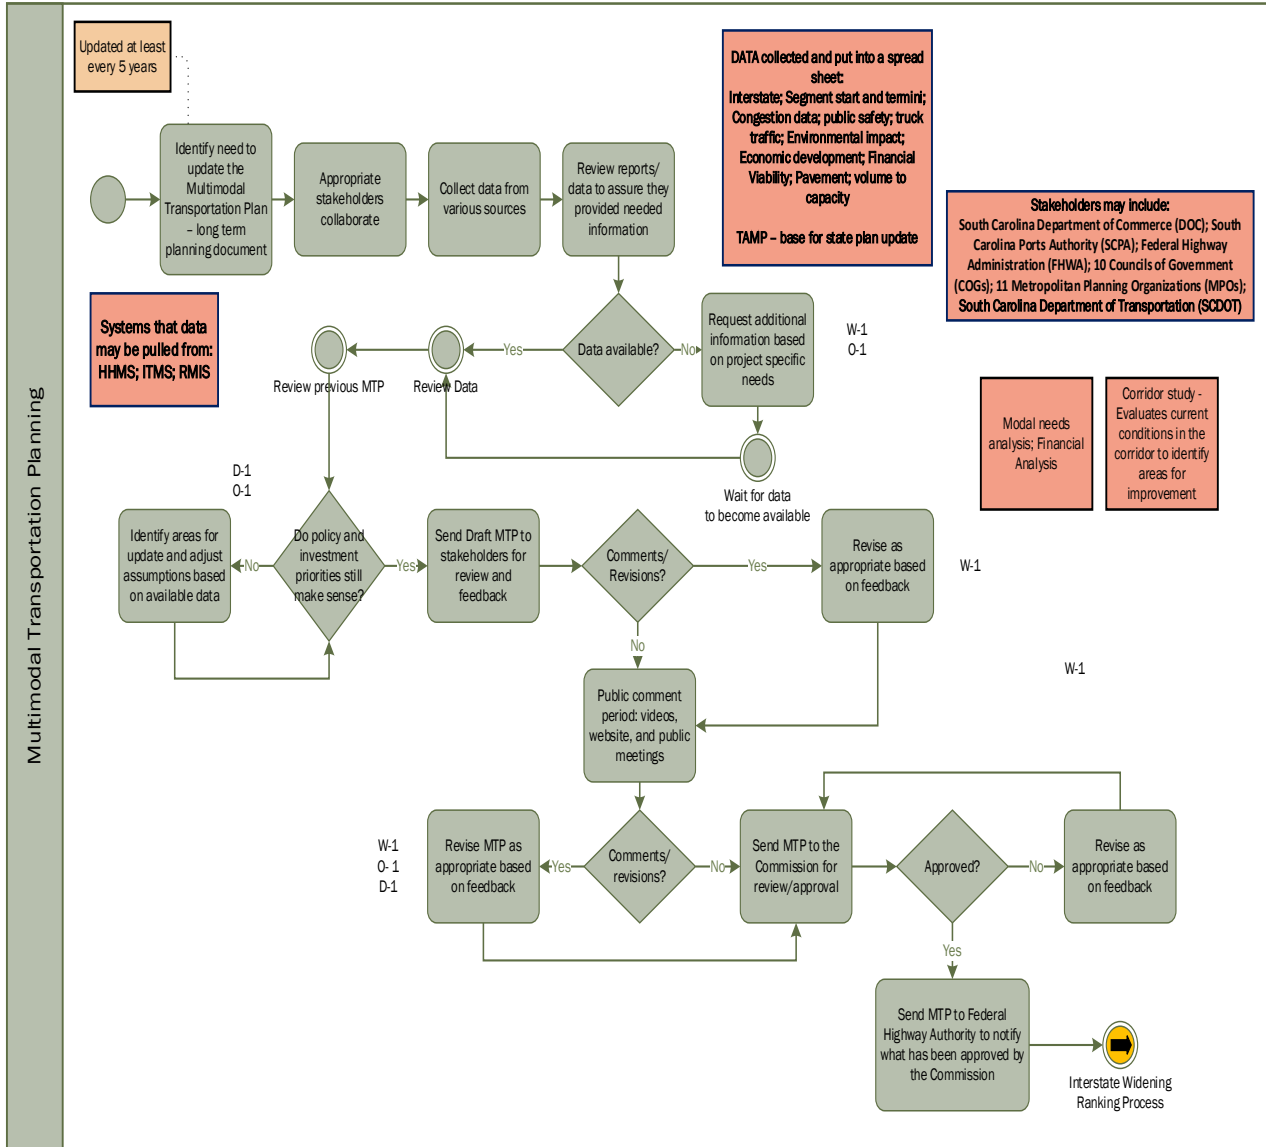 Multimodal Transportation Planning
Updated at least
every 5 years
Identify need to
update the
Multimodal
Transportation Plan
– long term
planning document
Appropriate
stakeholders
collaborate
Collect data from
various sources
Review reports/
data to assure they
provided needed
information
DATA collected and put into a spread
sheet:
Interstate; Segment start and termini;
Congestion data; public safety; truck
traffic; Environmental impact;
Economic development; Financial
Viability; Pavement; volume to
capacity
TAMP – base for state plan update
Stakeholders may include:
South Carolina Department of Commerce (DOC); South
Carolina Ports Authority (SCPA); Federal Highway
Administration (FHWA); 10 Councils of Government
(COGs); 11 Metropolitan Planning Organizations (MPOs);
South Carolina Department of Transportation (SCDOT)
Systems that data
may be pulled from:
HHMS; ITMS; RMIS
Review previous MTP
Review Data
Yes
Data available?
No
Request additional
information based on
project specific
needs
W-1
O-1
Wait for data
to become available
Modal needs
analysis; Financial
Analysis
Corridor study -
Evaluates current
conditions in the
corridor to identify
areas for
improvement
D-1
O-1
Identify areas for
update and adjust
assumptions based
on available data
No
Do policy and
investment
priorities still
make sense?
Yes
Send Draft MTP to
stakeholders for
review and
feedback
Comments/
Revisions?
Yes
Revise as
appropriate based
on feedback
W-1
No
W-1
Public comment
period: videos,
website, and public
meetings
W-1
O- 1
D-1
Revise MTP as
appropriate based
on feedback
Yes
Comments/
revisions?
No
Send MTP to the
Commission for
review/approval
Approved?
No
Revise as
appropriate based
on feedback
Yes
Send MTP to Federal
Highway Authority to notify
what has been approved by
the Commission
Interstate Widening
Ranking Process